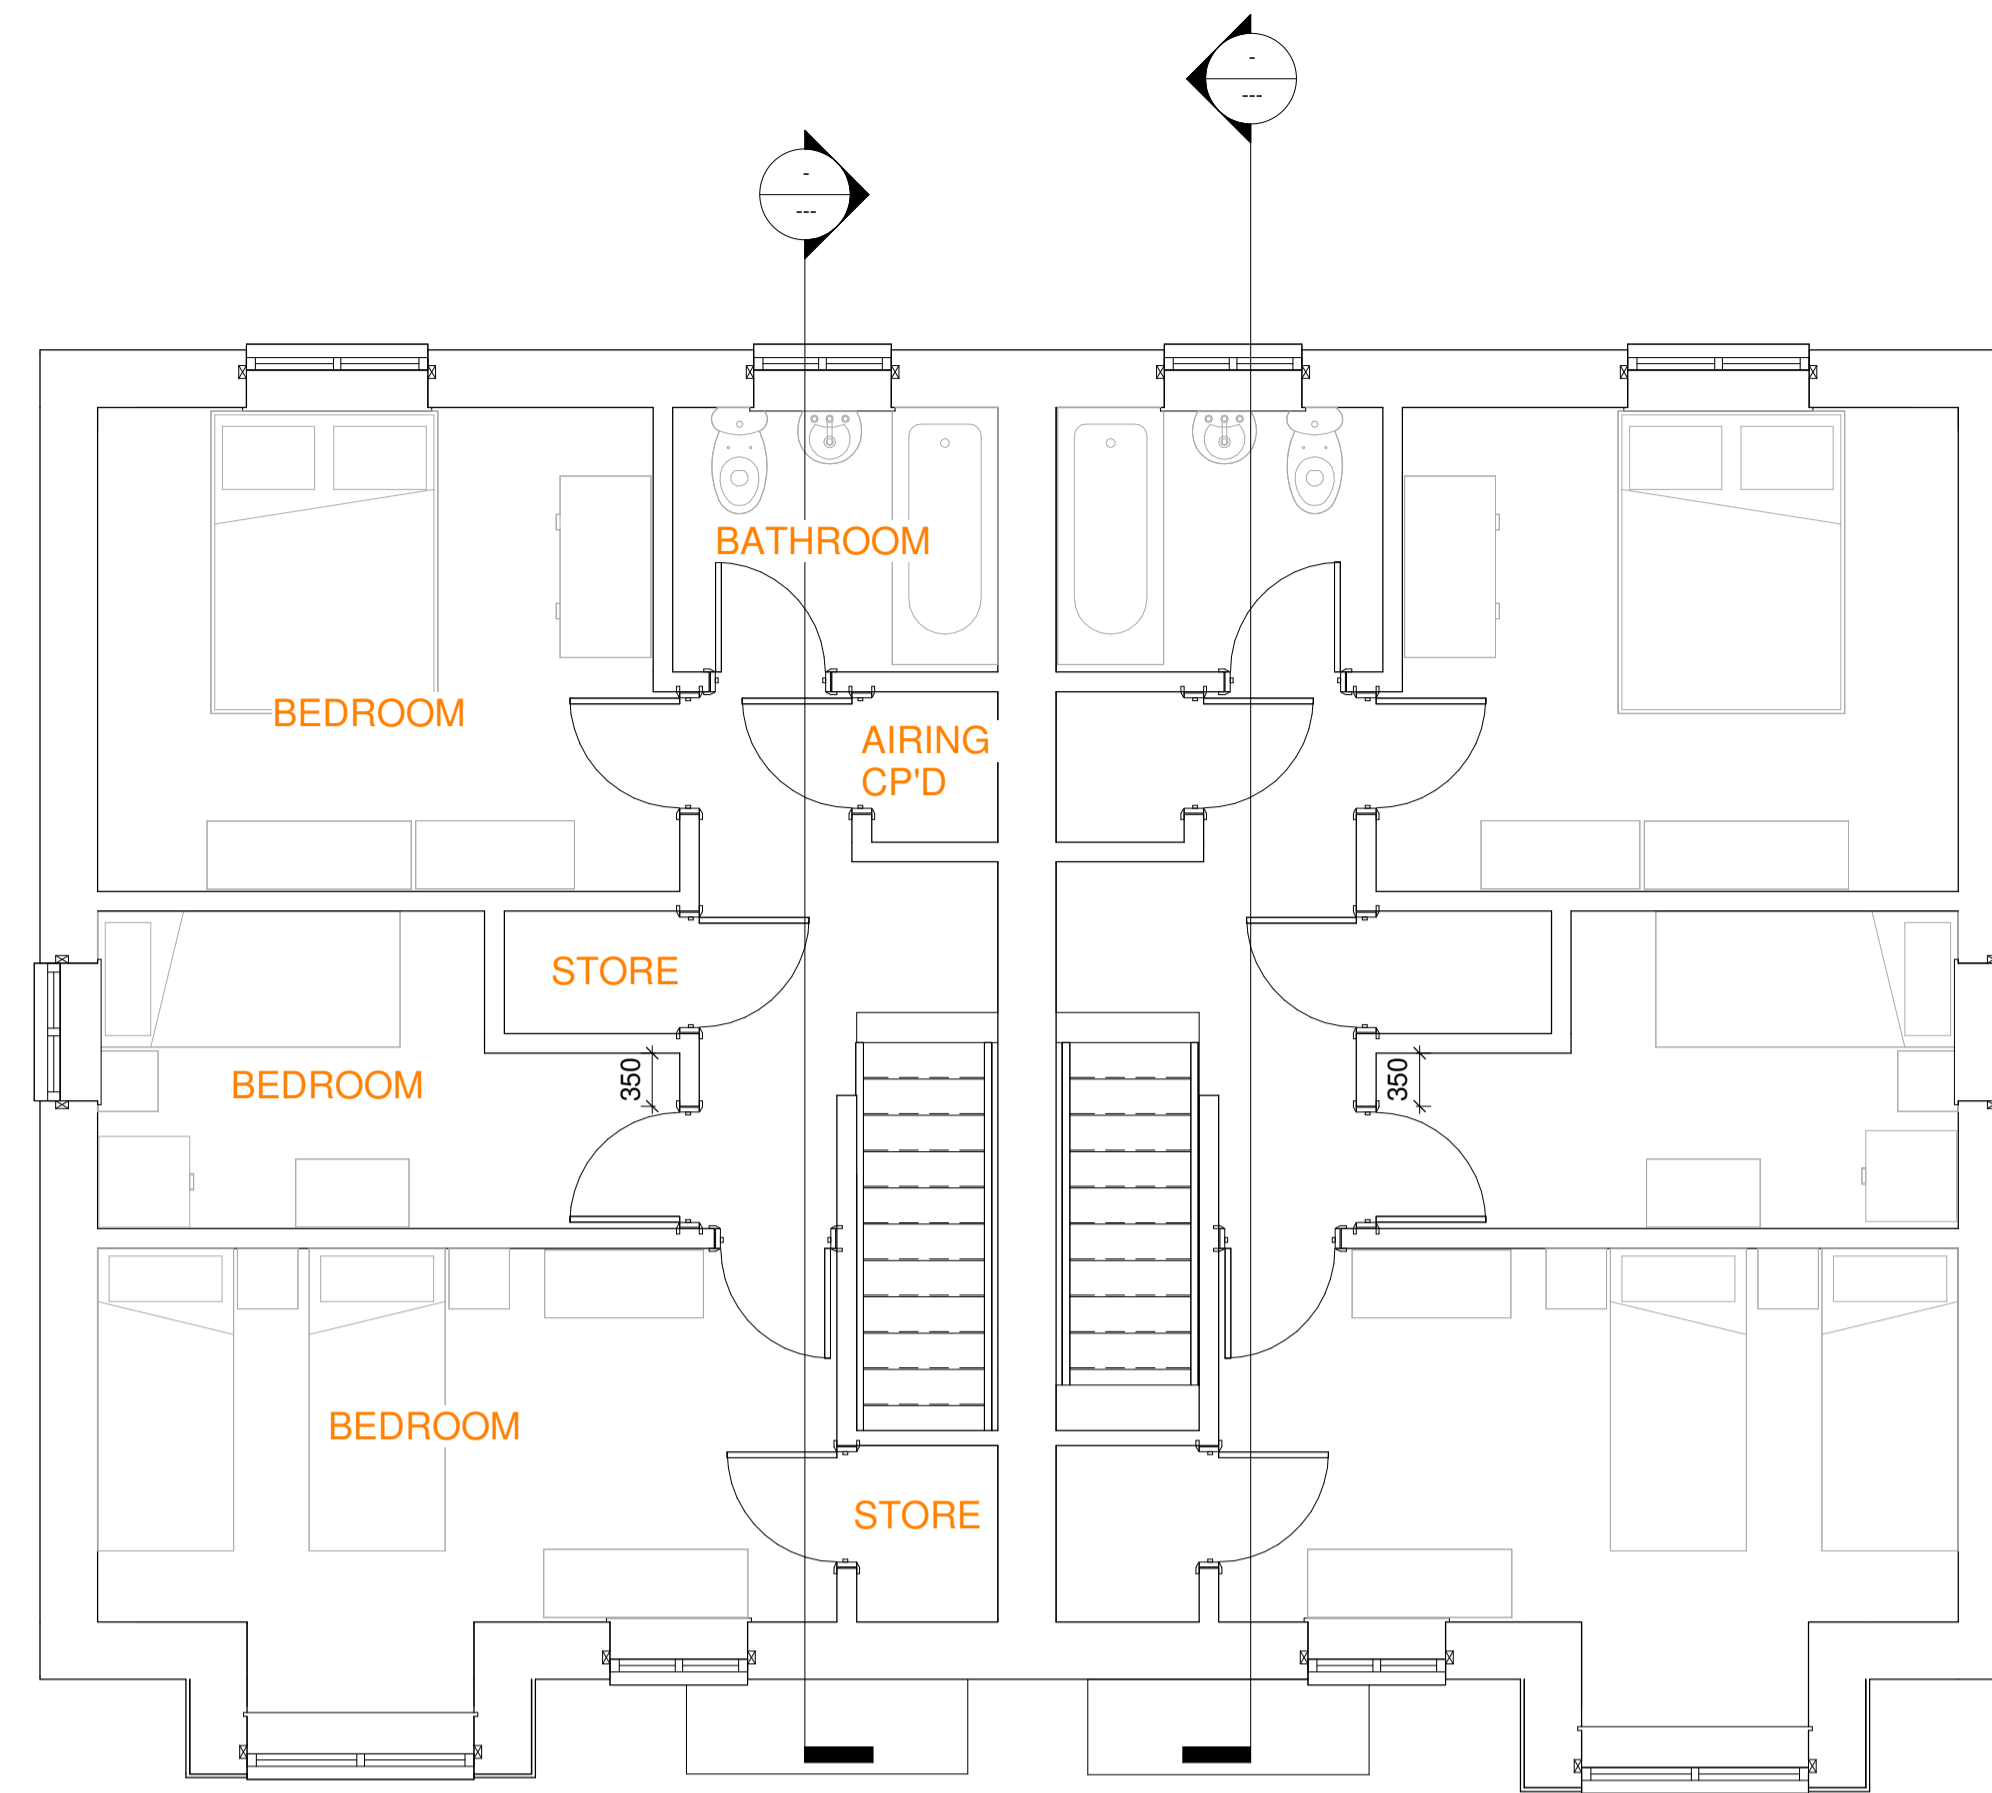 -
---
-
---
BATHROOM
BEDROOM
AIRING
CP'D
STORE
BEDROOM
350
350
BEDROOM
STORE